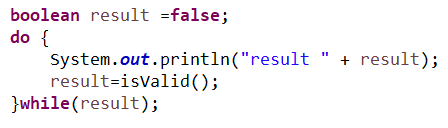 boolean result =false;
do {
    System.out.println("result " + result);
    result=isValid();
}while(result);